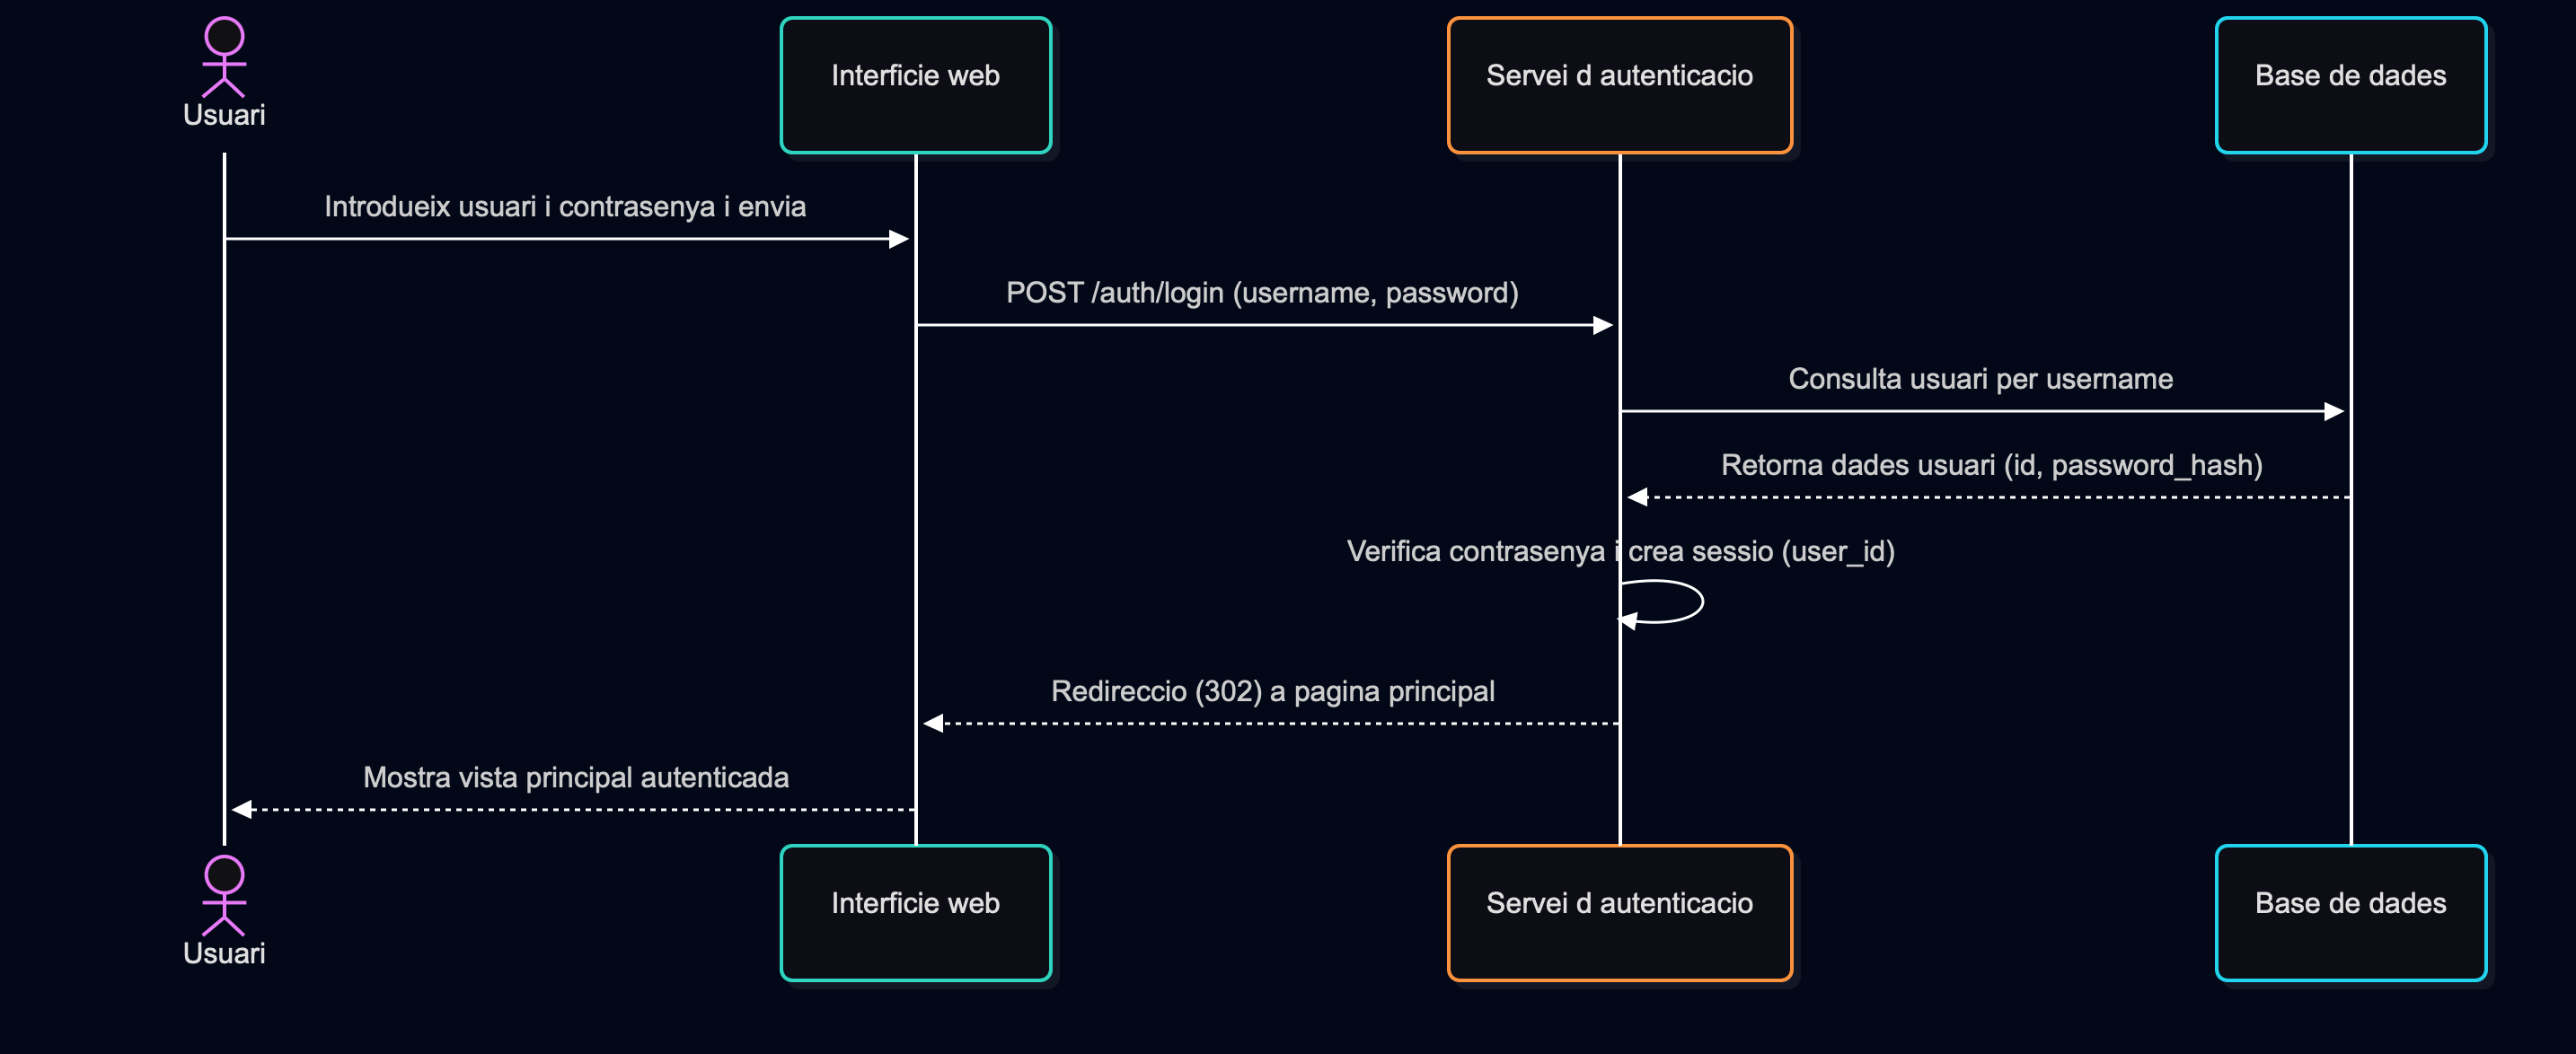 Usuari
Interficie web
Servei d autenticacio
Base de dades
Introdueix usuari i contrasenya i envia
POST /auth/login (username, password)
Consulta usuari per username
Retorna dades usuari (id, password_hash)
Verifica contrasenya i crea sessio (user_id)
Redireccio (302) a pagina principal
Mostra vista principal autenticada
Usuari
Interficie web
Servei d autenticacio
Base de dades